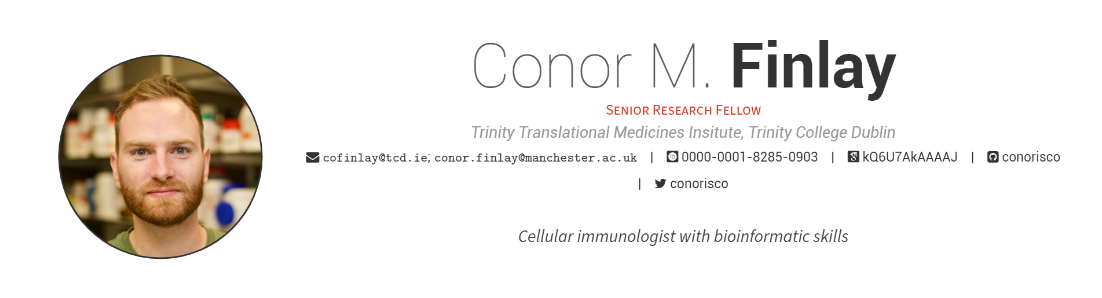 Conor M. Finlay
Senior Research Fellow
Trinity Translational Medicines Insitute, Trinity College Dublin
cofinlay@tcd.ie; conor.finlay@manchester.ac.uk | 0000-0001-8285-0903 | kQ6U7AkAAAAJ | conorisco
| conorisco
Cellular immunologist with bioinformatic skills